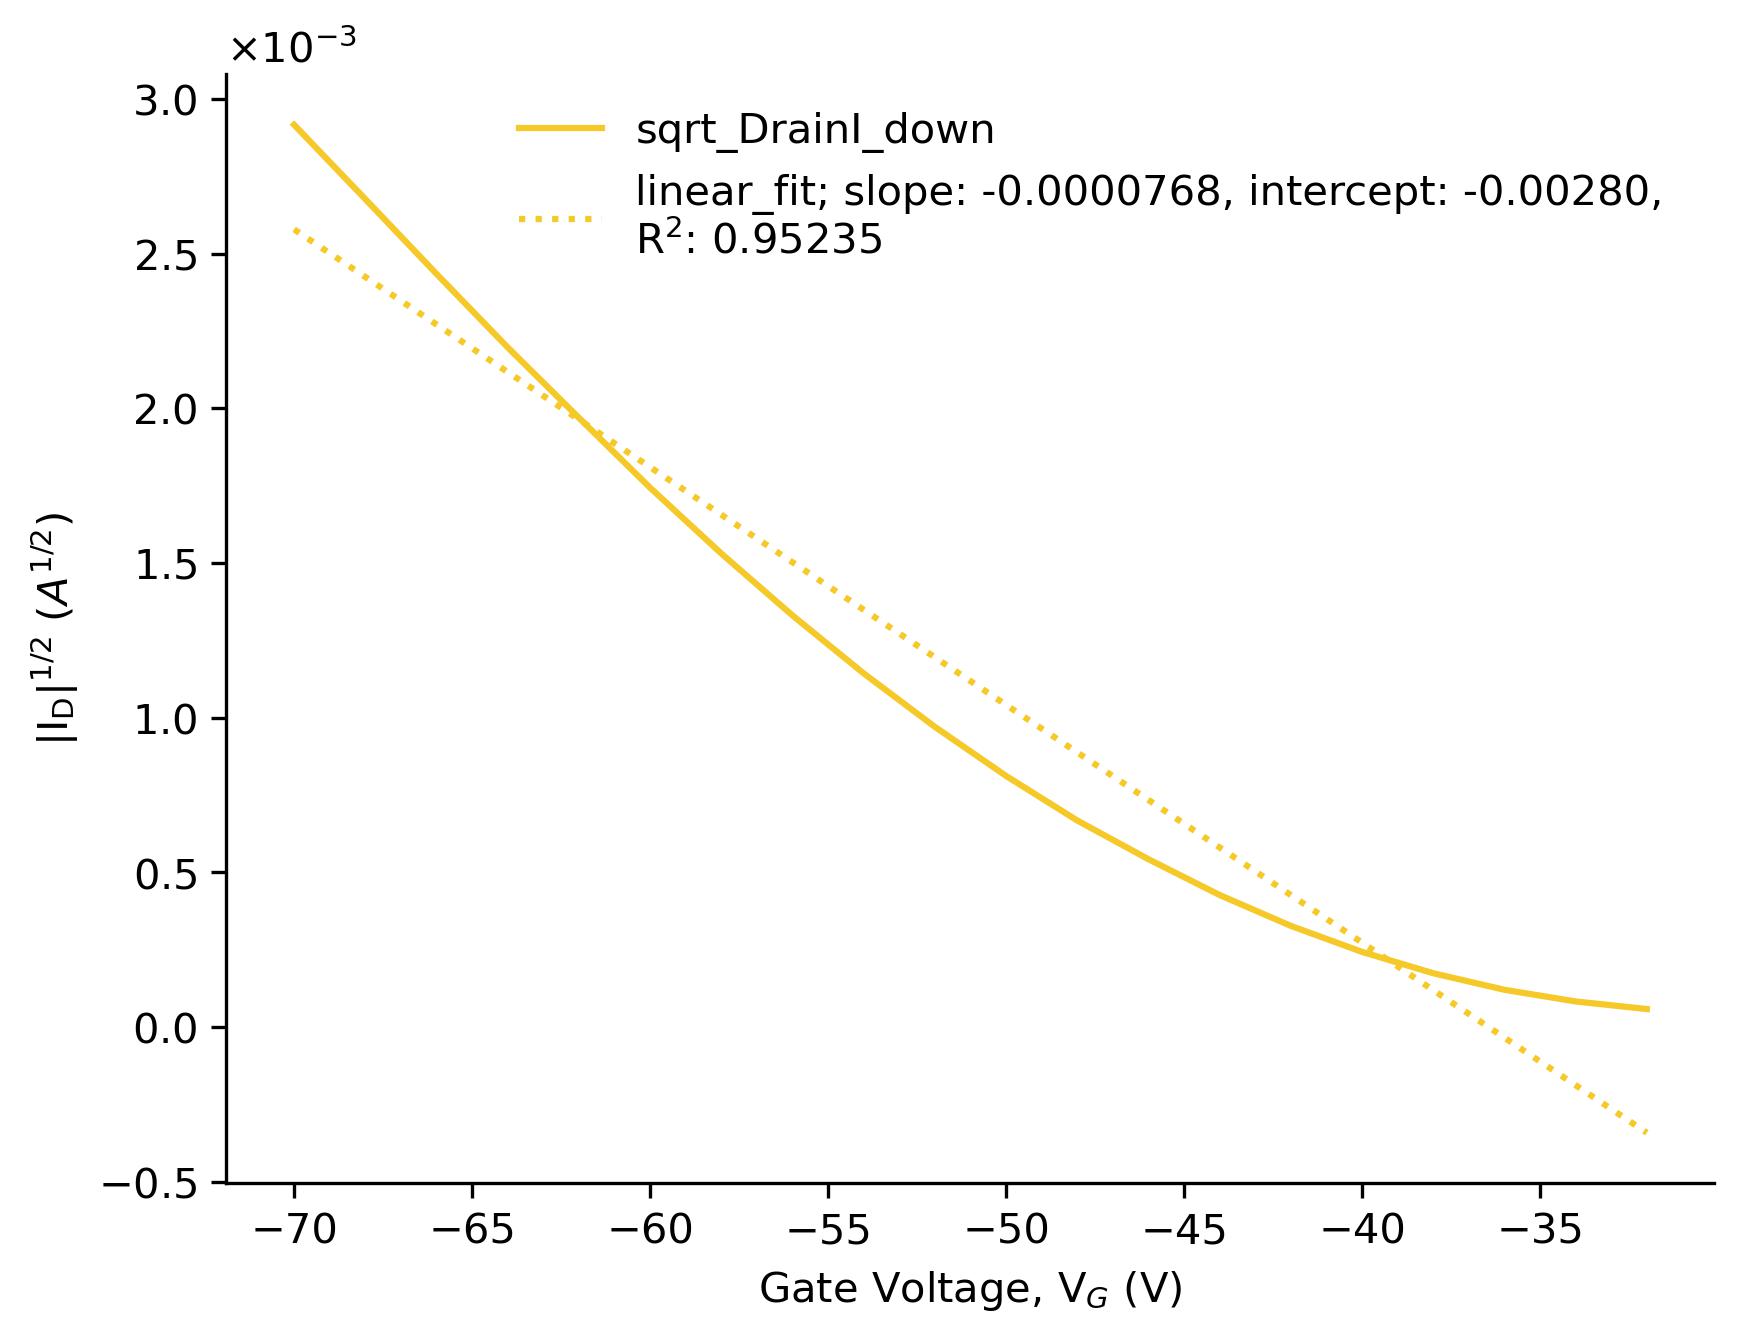 ×10⁻³
3.0
2.5
2.0
1.5
1.0
0.5
0.0
−0.5
|I_D|^{1/2} (A^{1/2})
sqrt_DrainI_down
linear_fit; slope: -0.0000768, intercept: -0.00280,
R²: 0.95235
−70 −65 −60 −55 −50 −45 −40 −35
Gate Voltage, V_G (V)